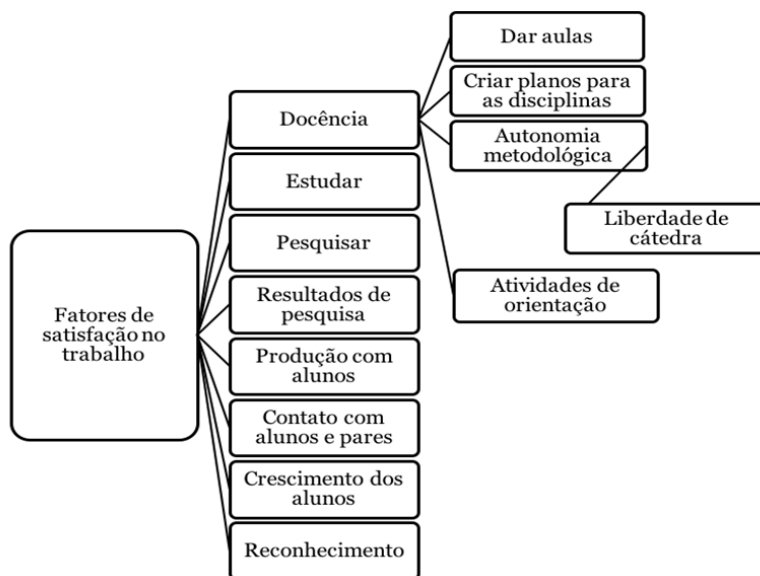 Fatores de
satisfação no
trabalho
Docência
Estudar
Pesquisar
Resultados de
pesquisa
Produção com
alunos
Contato com
alunos e pares
Crescimento dos
alunos
Reconhecimento
Dar aulas
Criar planos para
as disciplinas
Autonomia
metodológica
Liberdade de
cátedra
Atividades de
orientação